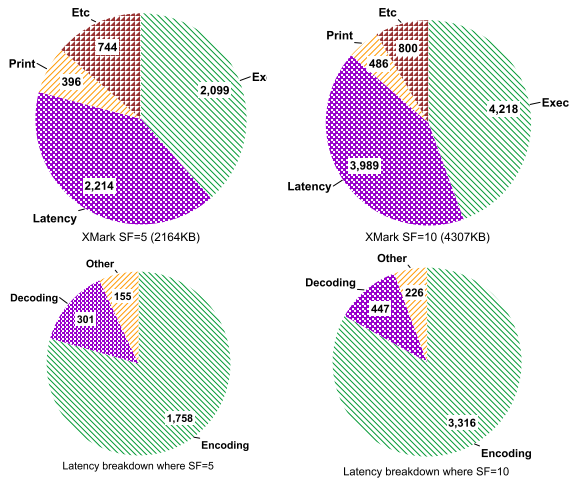 Etc
744
Print
396
2,099
Ex
2,214
Latency
XMark SF=5 (2164KB)
Etc
800
Print
486
4,218
Exec
3,989
Latency
XMark SF=10 (4307KB)
Other
155
Decoding
301
1,758
Encoding
Latency breakdown where SF=5
Other
226
Decoding
447
3,316
Encoding
Latency breakdown where SF=10